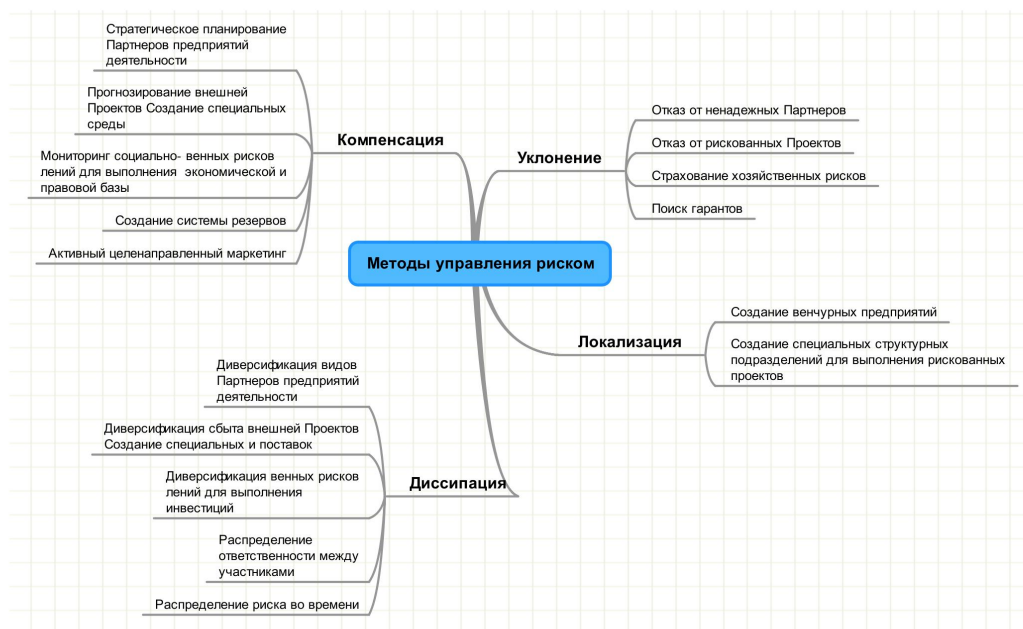 Стратегическое планирование
Партнеров предприятий
деятельности
Прогнозирование внешней
Проектов Создание специальных
среды
Мониторинг социально- венных рисков
лений для выполнения экономической и
правовой базы
Создание системы резервов
Активный целенаправленный маркетинг
Компенсация
Уклонение
Отказ от ненадежных Партнеров
Отказ от рискованных Проектов
Страхование хозяйственных рисков
Поиск гарантов
Методы управления риском
Локализация
Создание венчурных предприятий
Создание специальных структурных
подразделений для выполнения рискованных
проектов
Диверсификация видов
Партнеров предприятий
деятельности
Диверсификация сбыта внешней Проектов
Создание специальных и поставок
Диверсификация венных рисков
лений для выполнения
инвестиций
Распределение
ответственности между
участниками
Распределение риска во времени
Диссипация